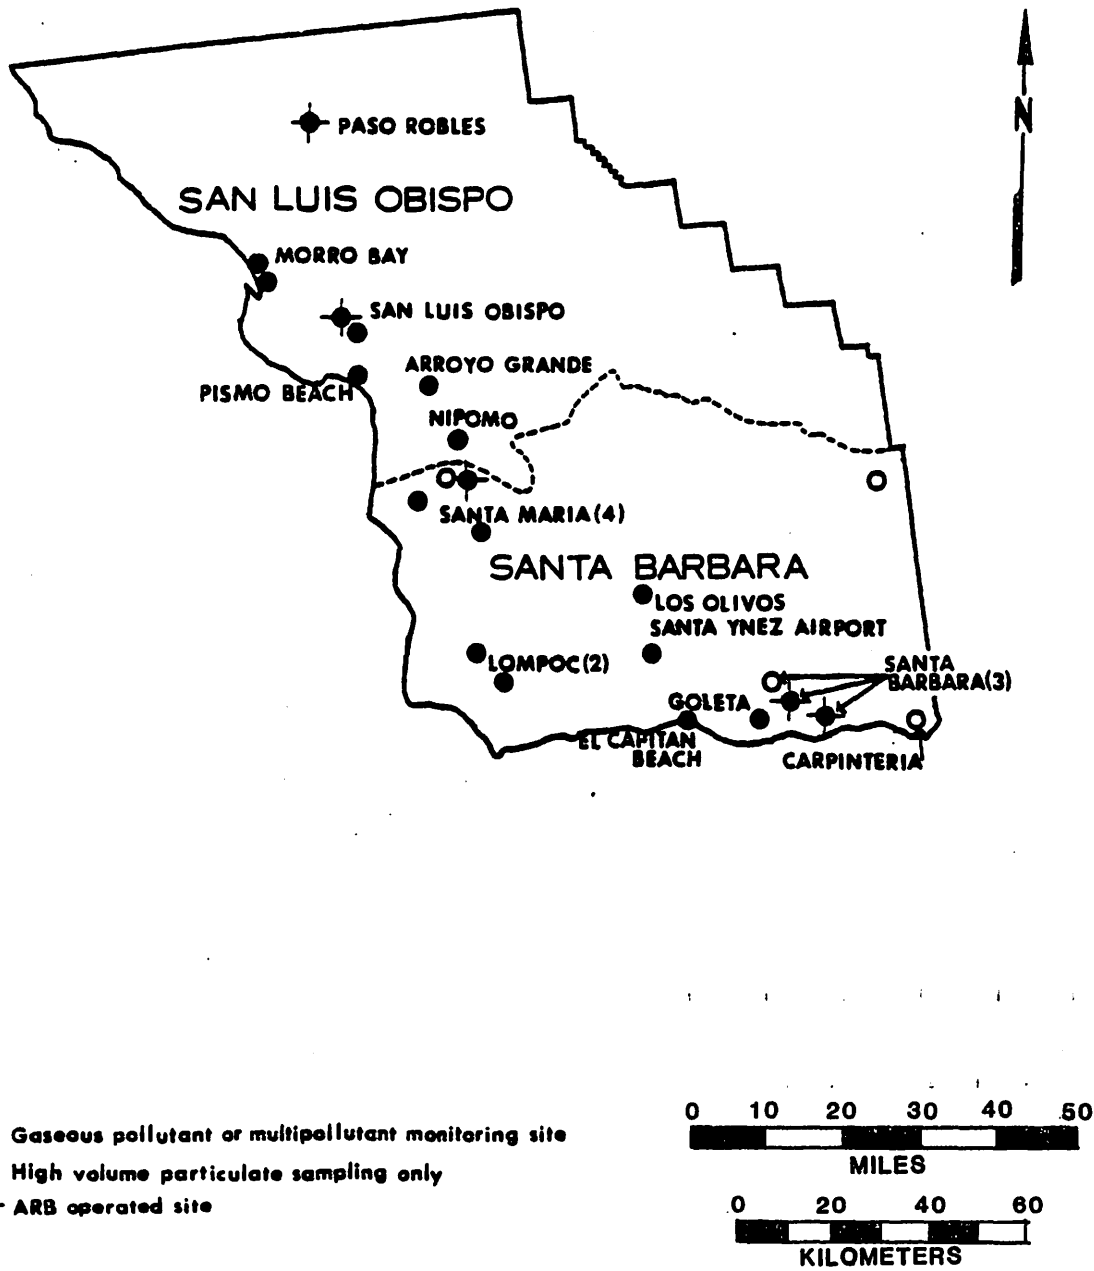 N
PASO ROBLES
SAN LUIS OBISPO
MORRO BAY
SAN LUIS OBISPO
ARROYO GRANDE
PISMO BEACH
NIPOMO
SANTA MARIA(4)
SANTA BARBARA
LOS OLIVOS
SANTA YNEZ AIRPORT
LOMPOC(2)
SANTA
BARBARA(3)
GOLETA
EL CAPITAN
BEACH
CARPINTERIA
0 10 20 30 40 50
MILES
0 20 40 60
KILOMETERS
Gaseous pollutant or multipollutant monitoring site
High volume particulate sampling only
ARB operated site